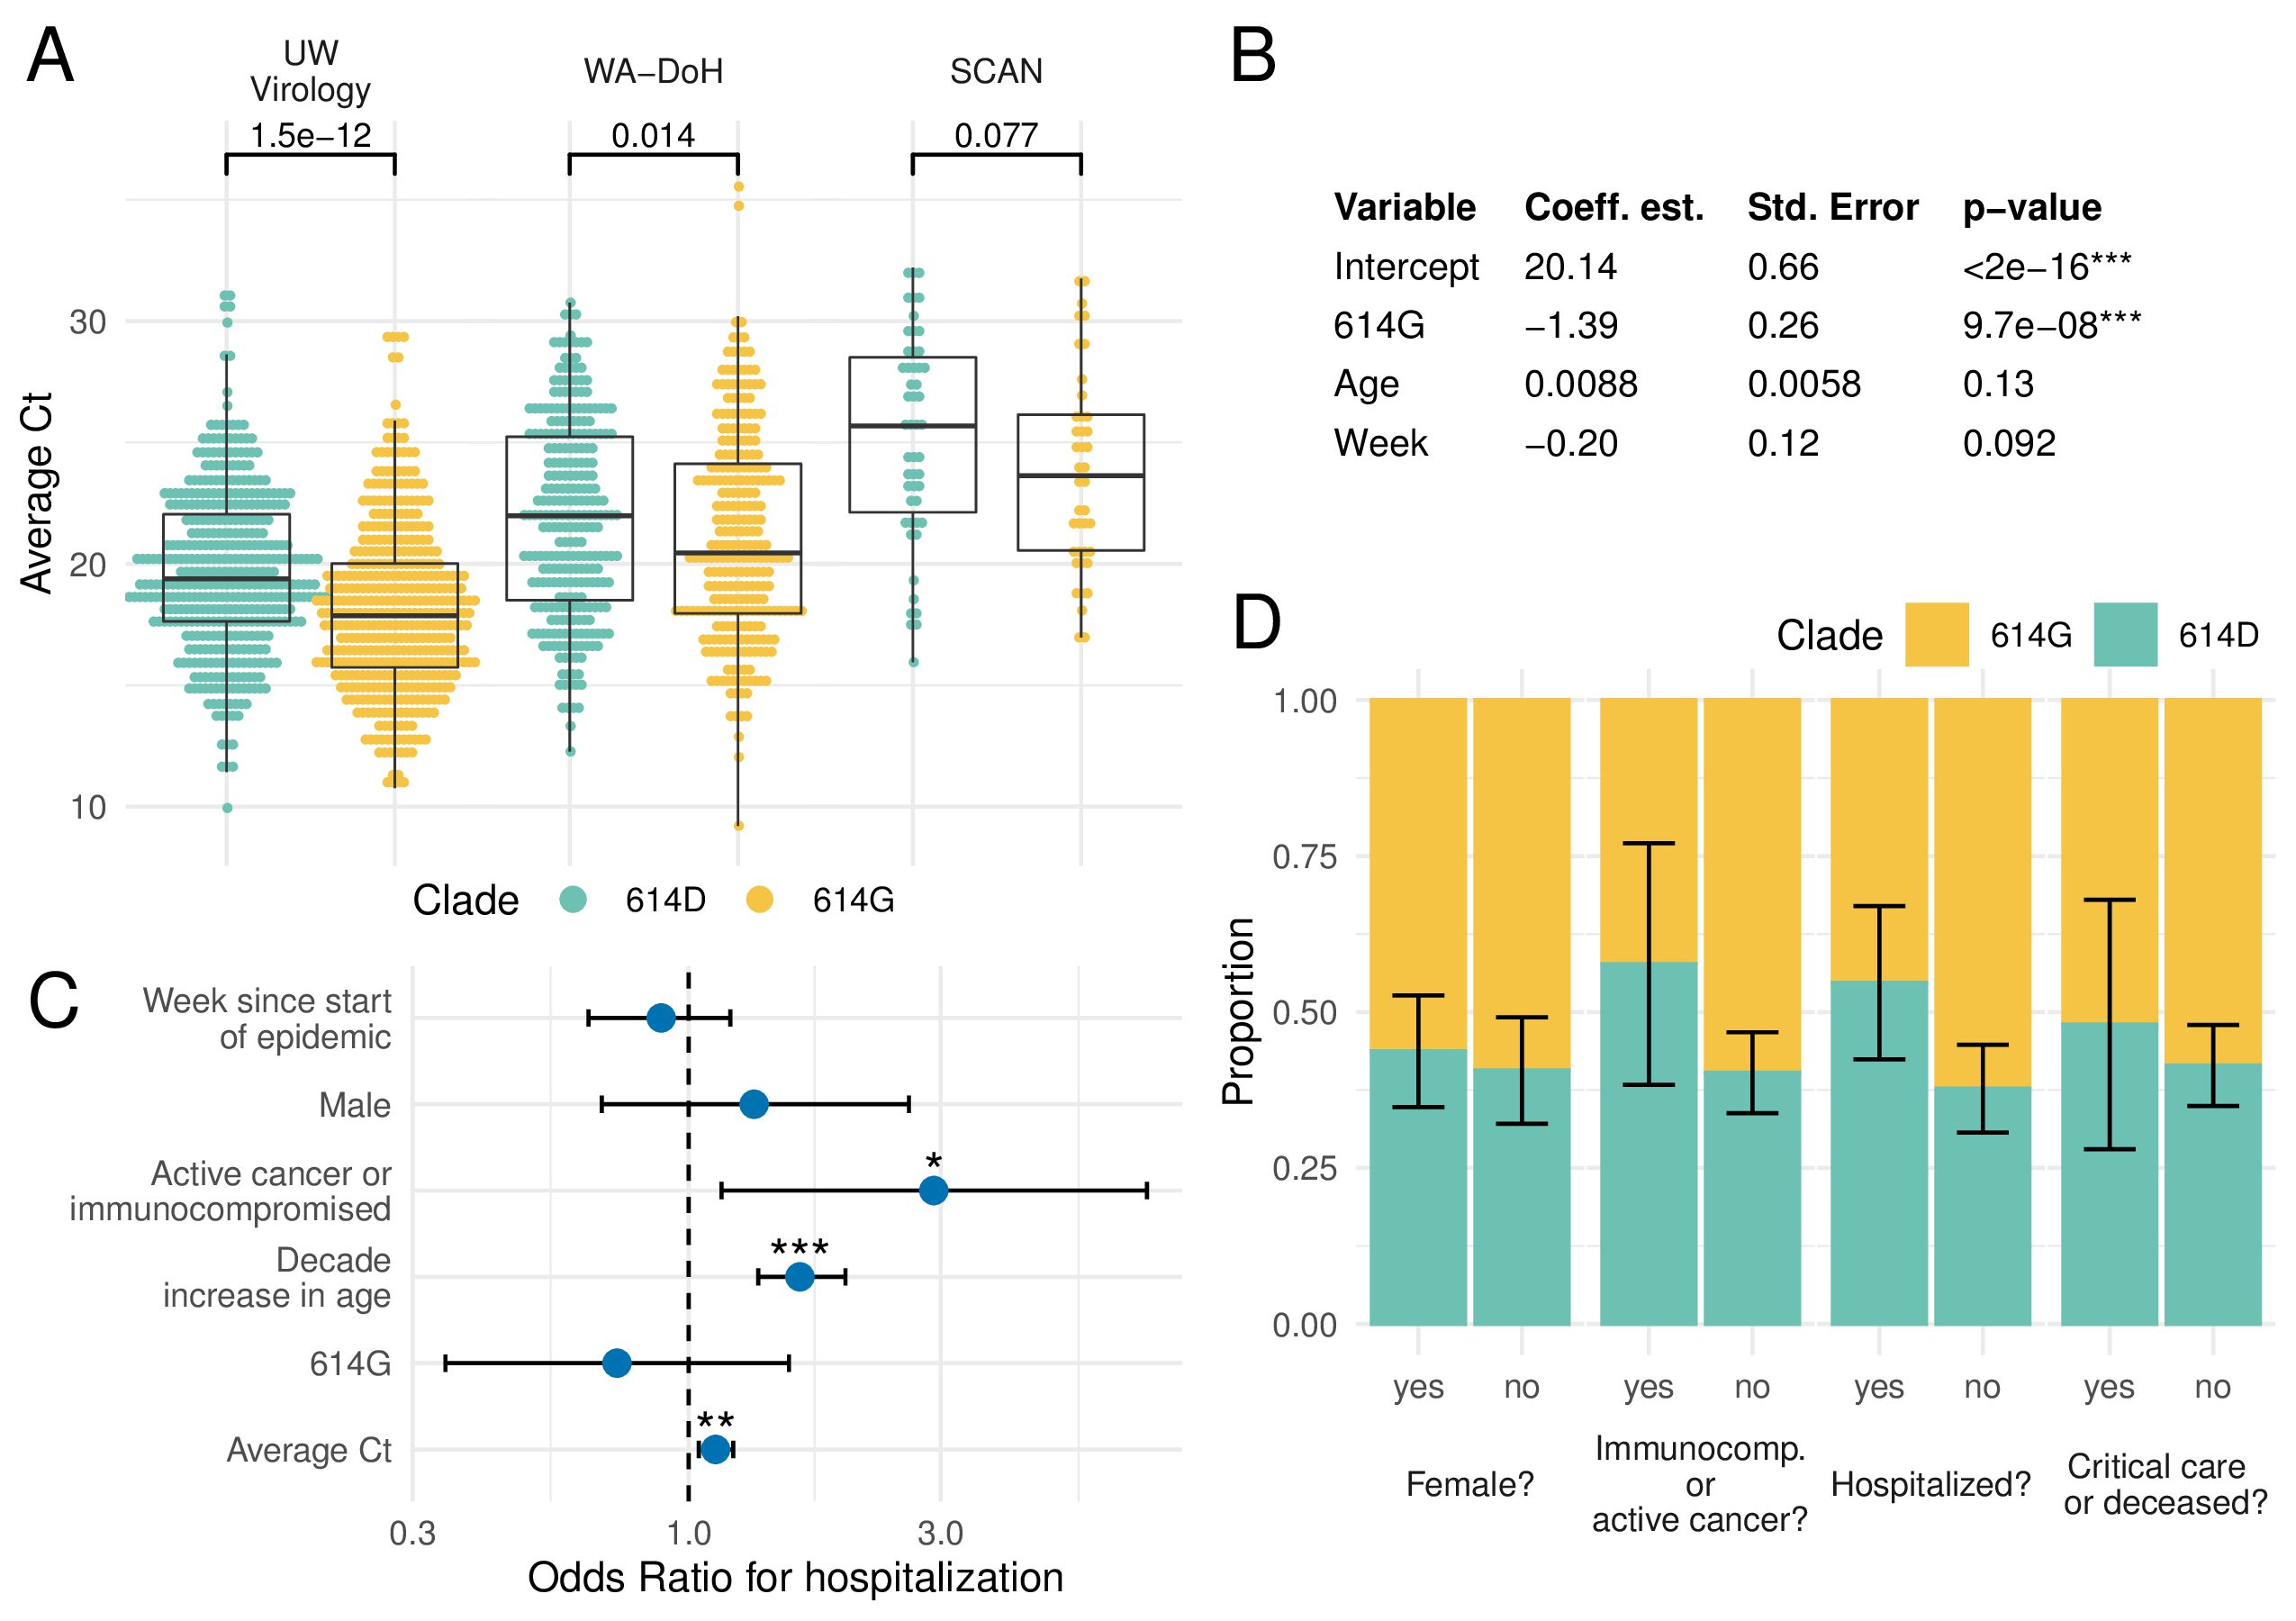 A
UW
Virology
WA−DoH
SCAN
1.5e−12
0.014
0.077
Average Ct
30
20
10
Clade 614D 614G
B
Variable Coeff. est. Std. Error p−value
Intercept 20.14 0.66 <2e−16***
614G −1.39 0.26 9.7e−08***
Age 0.0088 0.0058 0.13
Week −0.20 0.12 0.092
C
Week since start
of epidemic
Male
Active cancer or
immunocompromised
*
Decade
increase in age
***
614G
Average Ct
**
0.3 1.0 3.0
Odds Ratio for hospitalization
D
Clade 614G 614D
Proportion
1.00
0.75
0.50
0.25
0.00
yes no yes no yes no yes no
Female?
Immunocomp.
or
active cancer?
Hospitalized?
Critical care
or deceased?